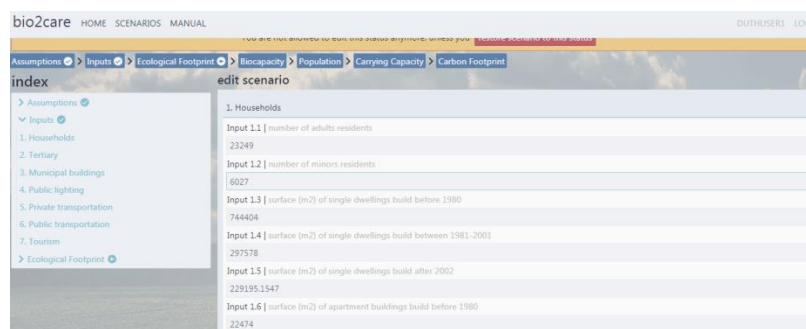 bio2care HOME SCENARIOS MANUAL DUTHUSER1
You are not allowed to edit this status anymore, unless you restore scenario to this status
Assumptions > Inputs > Ecological Footprint > Biocapacity > Population > Carrying Capacity > Carbon Footprint
index
> Assumptions
Inputs
1. Households
2. Tertiary
3. Municipal buildings
4. Public lighting
5. Private transportation
6. Public transportation
7. Tourism
> Ecological Footprint
edit scenario
1. Households
Input 1.1 | number of adults residents
23249
Input 1.2 | number of minors residents
6027
Input 1.3 | surface (m2) of single dwellings build before 1980
744404
Input 1.4 | surface (m2) of single dwellings build between 1981-2001
297578
Input 1.5 | surface (m2) of single dwellings build after 2002
229195.1547
Input 1.6 | surface (m2) of apartment buildings build before 1980
22474